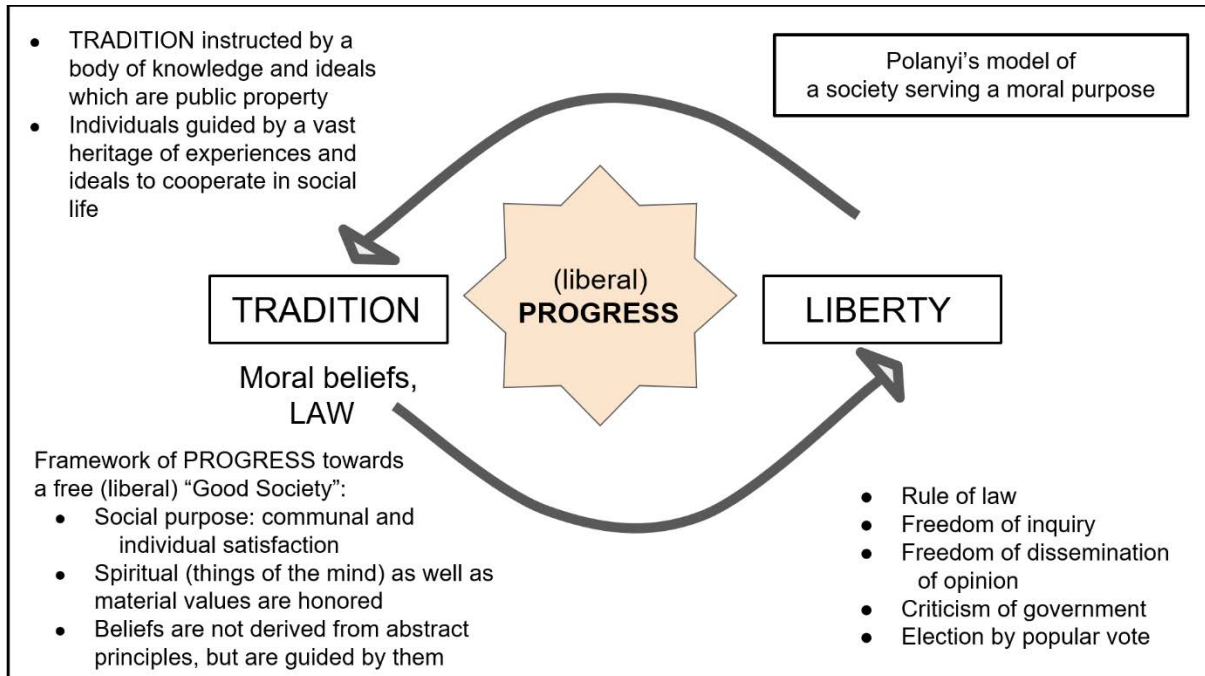 ● TRADITION instructed by a
body of knowledge and ideals
which are public property
● Individuals guided by a vast
heritage of experiences and
ideals to cooperate in social
life
Polanyi’s model of
a society serving a moral purpose
TRADITION
(liberal)
PROGRESS
LIBERTY
Moral beliefs,
LAW
Framework of PROGRESS towards
a free (liberal) “Good Society”:
● Social purpose: communal and
individual satisfaction
● Spiritual (things of the mind) as well as
material values are honored
● Beliefs are not derived from abstract
principles, but are guided by them
● Rule of law
● Freedom of inquiry
● Freedom of dissemination
of opinion
● Criticism of government
● Election by popular vote